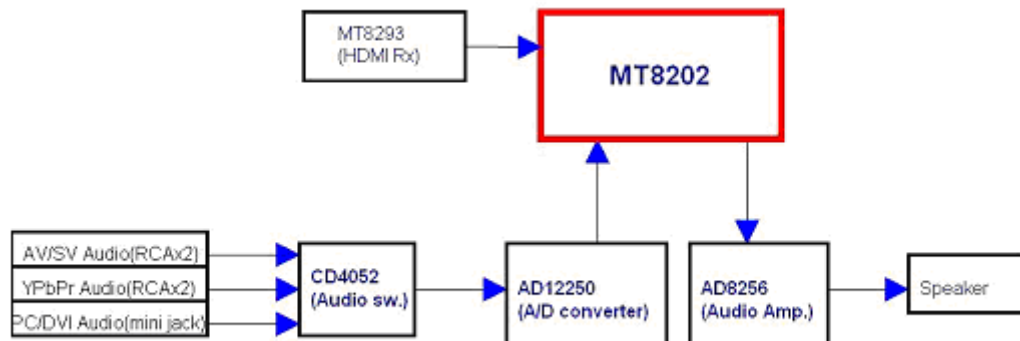 MT8293
(HDMI Rx)
MT8202
AV/SV Audio(RCAx2)
YPbPr Audio(RCAx2)
PC/DVI Audio(mini jack)
CD4052
(Audio sw.)
AD12250
(A/D converter)
AD8256
(Audio Amp.)
Speaker